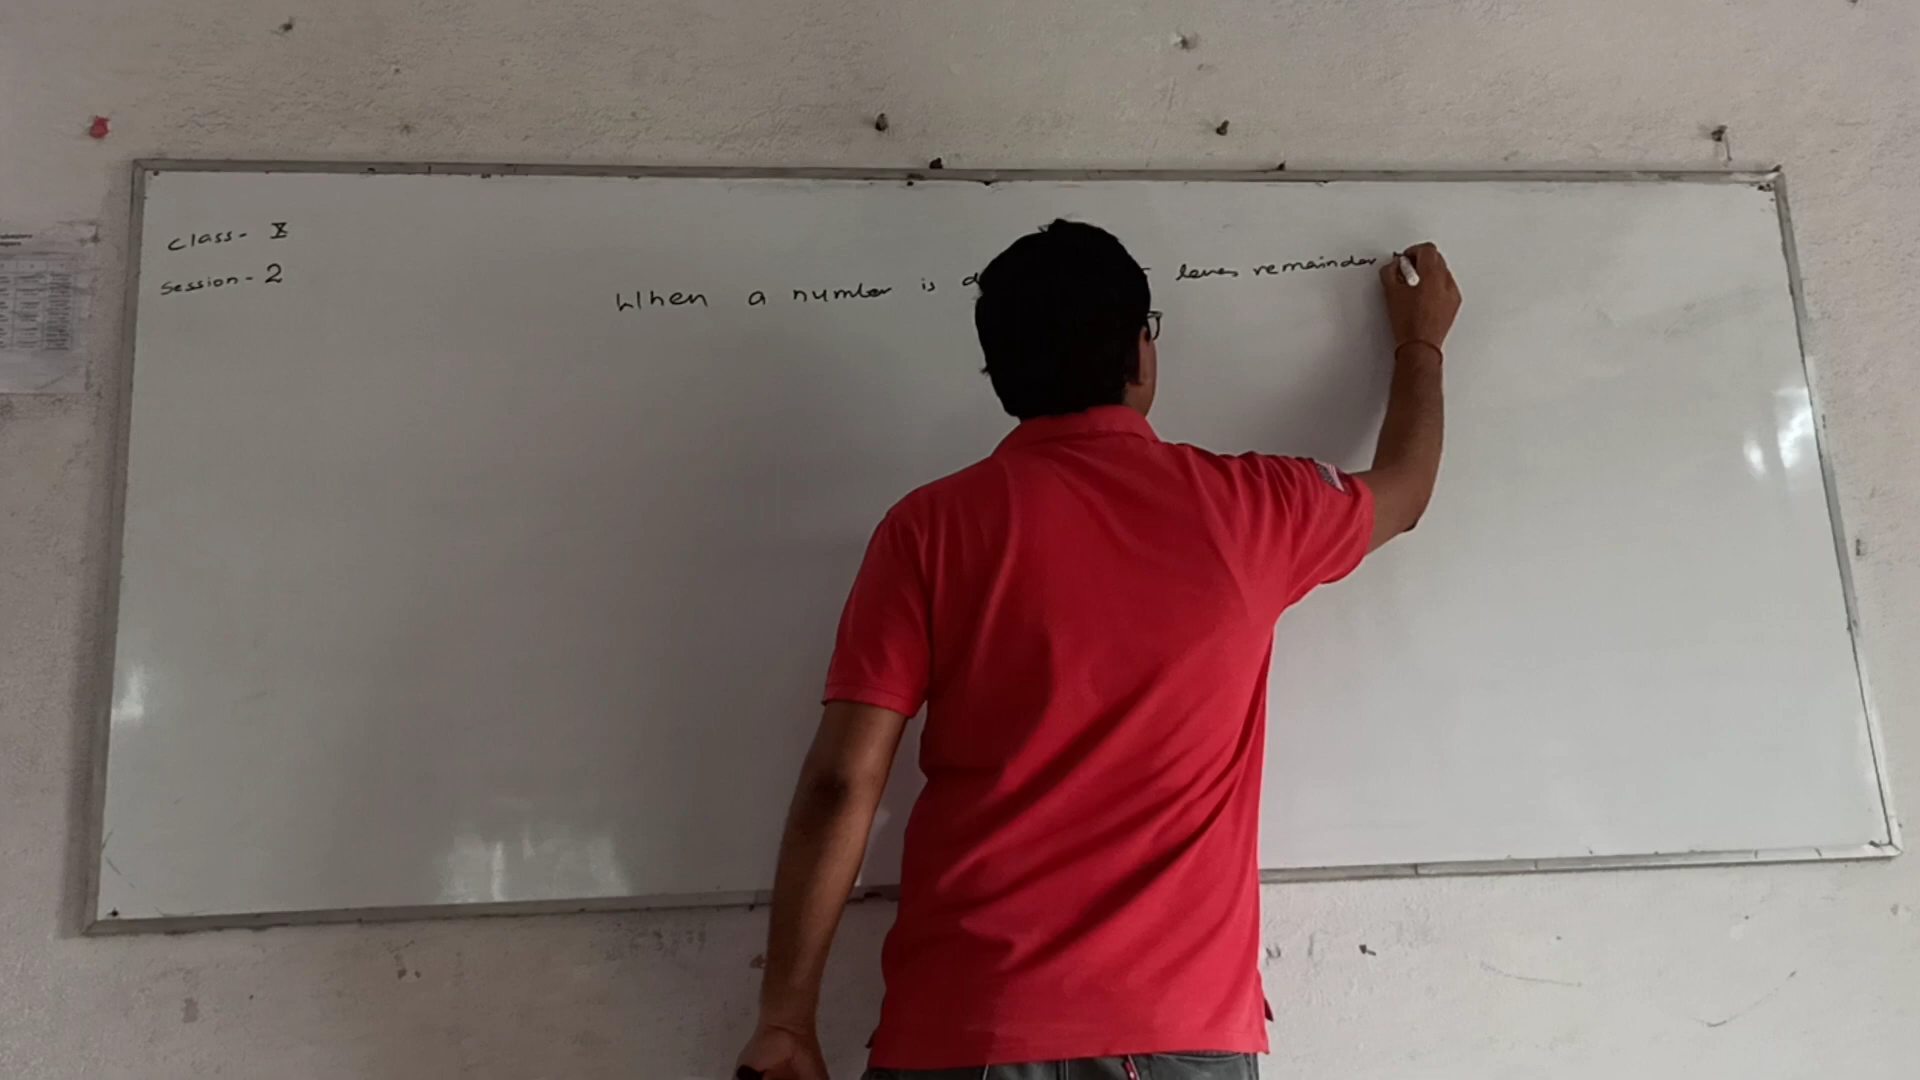 Class- X
Session- 2
When a number is leaves remainder